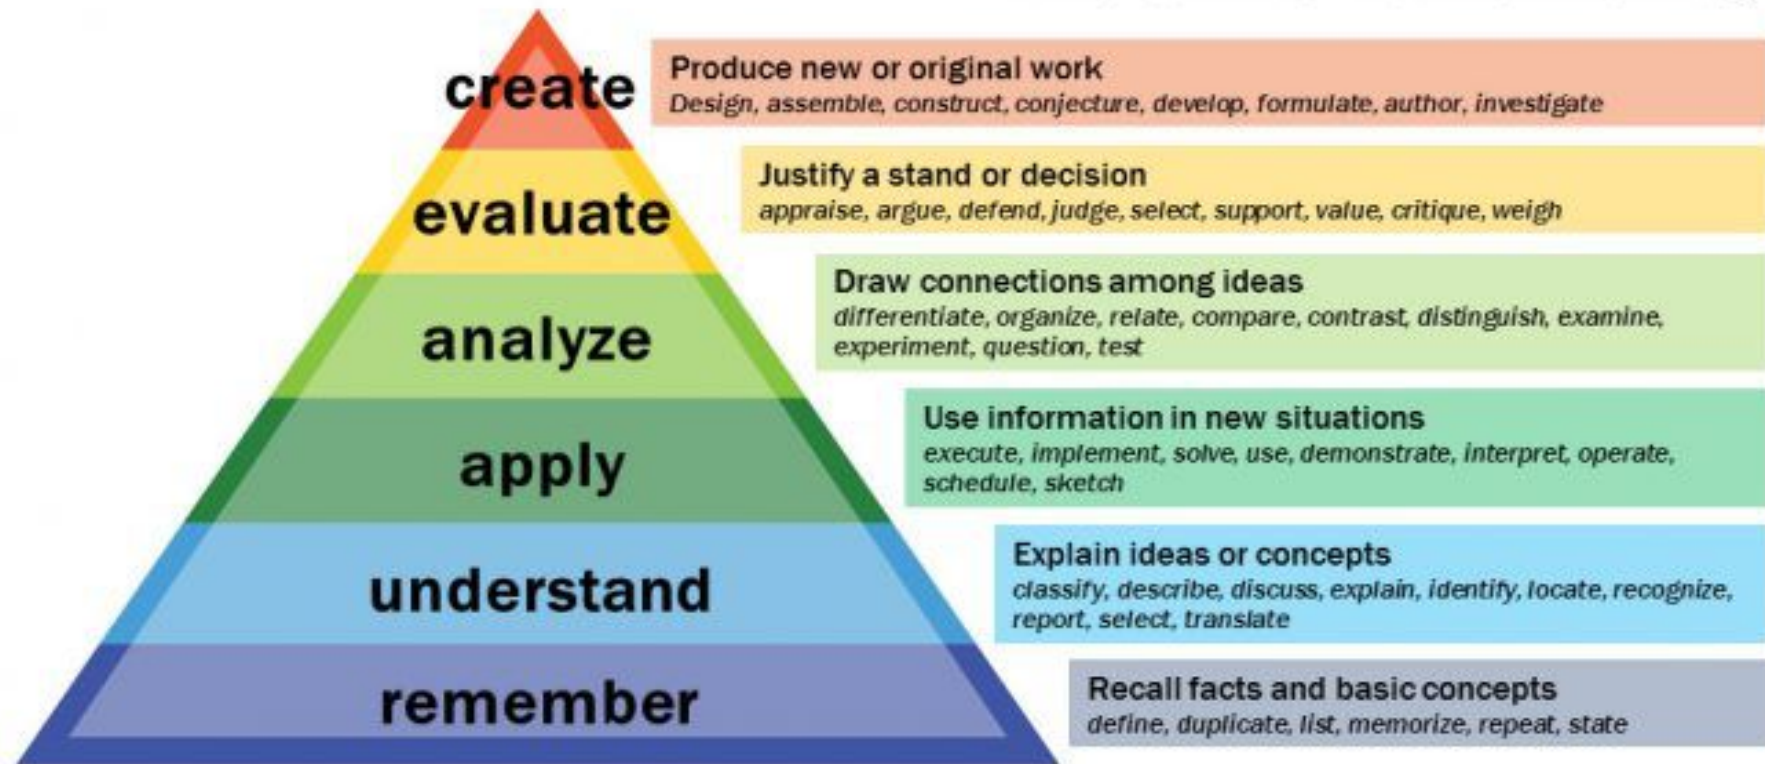 create
Produce new or original work
Design, assemble, construct, conjecture, develop, formulate, author, investigate
evaluate
Justify a stand or decision
appraise, argue, defend, judge, select, support, value, critique, weigh
analyze
Draw connections among ideas
differentiate, organize, relate, compare, contrast, distinguish, examine,
experiment, question, test
apply
Use information in new situations
execute, implement, solve, use, demonstrate, interpret, operate,
schedule, sketch
understand
Explain ideas or concepts
classify, describe, discuss, explain, identify, locate, recognize,
report, select, translate
remember
Recall facts and basic concepts
define, duplicate, list, memorize, repeat, state